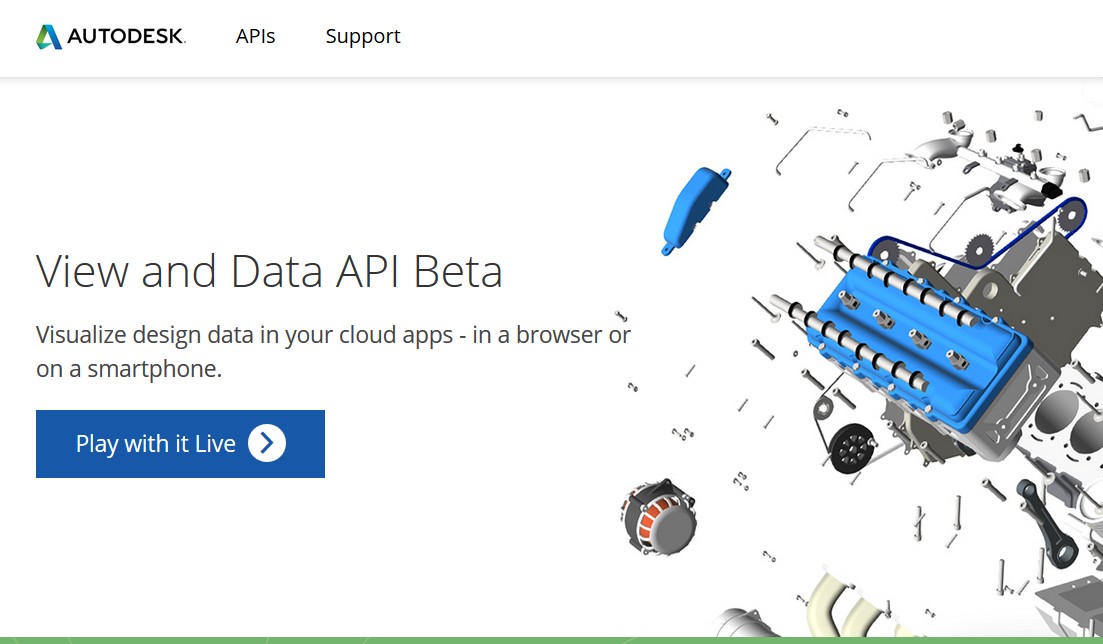 AUTODESK.
APIs
Support
View and Data API Beta
Visualize design data in your cloud apps - in a browser or
on a smartphone.
Play with it Live